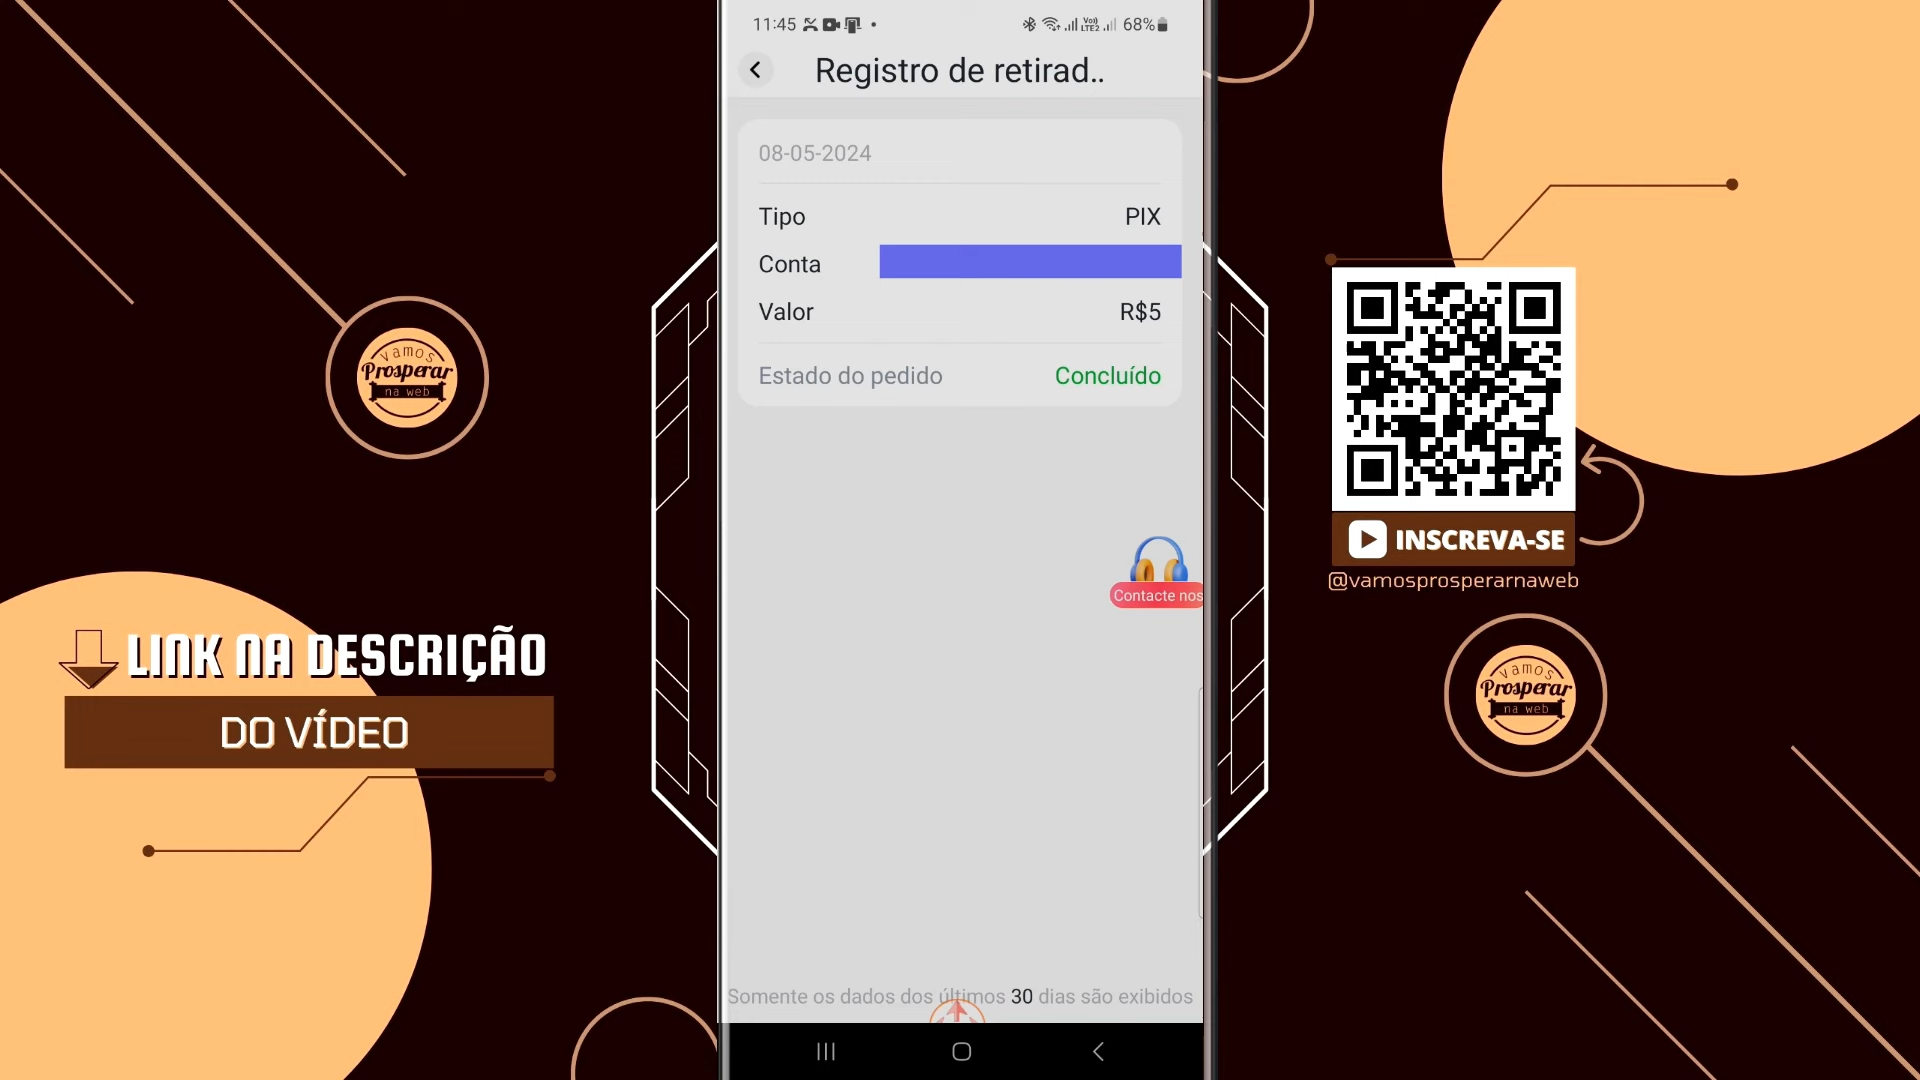 11:45
Vo))
LTE2
68%
Registro de retirad..
08-05-2024
Tipo PIX
Conta
Valor R$5
Estado do pedido Concluído
Contacte nos
Somente os dados dos últimos 30 dias são exibidos
vamos
Prosperar
na web
LINK NA DESCRIÇÃO
DO VÍDEO
INSCREVA-SE
@vamosprosperarnaweb
vamos
Prosperar
na web